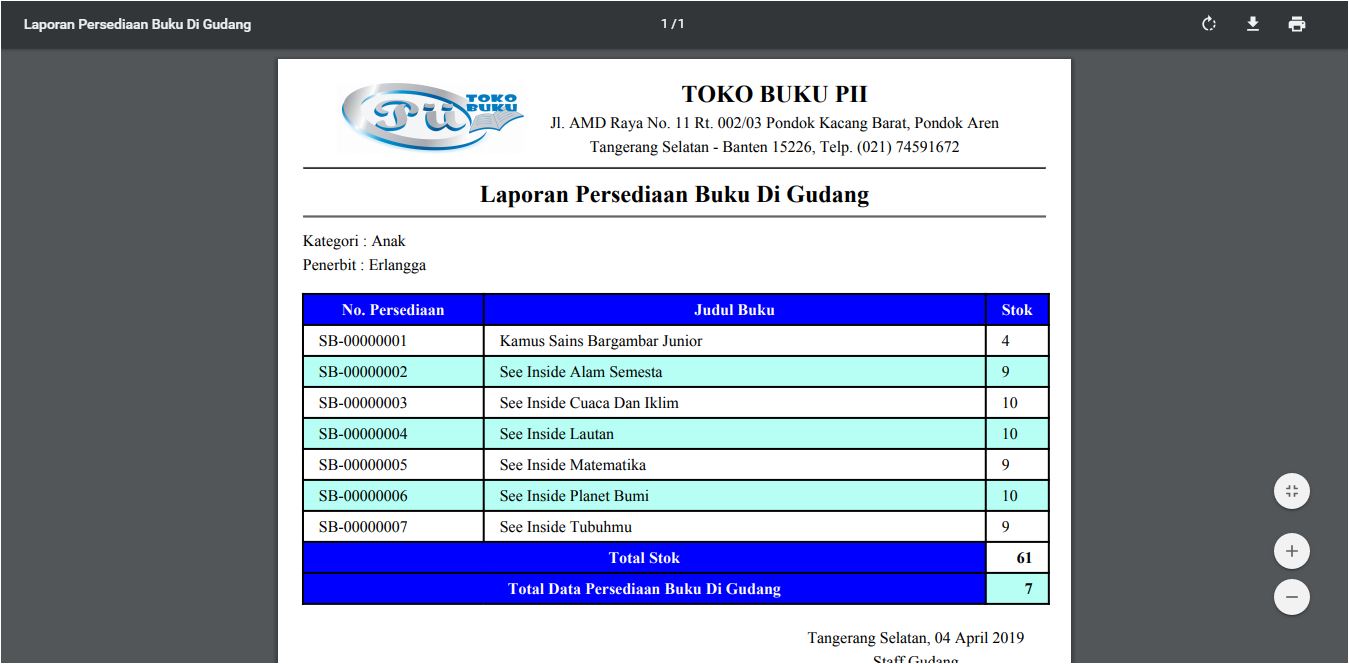 Laporan Persediaan Buku Di Gudang
1 / 1
Pii TOKO BUKU
TOKO BUKU PII
Jl. AMD Raya No. 11 Rt. 002/03 Pondok Kacang Barat, Pondok Aren
Tangerang Selatan - Banten 15226, Telp. (021) 74591672
Laporan Persediaan Buku Di Gudang
Kategori : Anak
Penerbit : Erlangga
No. Persediaan Judul Buku Stok
SB-00000001 Kamus Sains Bargambar Junior 4
SB-00000002 See Inside Alam Semesta 9
SB-00000003 See Inside Cuaca Dan Iklim 10
SB-00000004 See Inside Lautan 10
SB-00000005 See Inside Matematika 9
SB-00000006 See Inside Planet Bumi 10
SB-00000007 See Inside Tubuhmu 9
Total Stok 61
Total Data Persediaan Buku Di Gudang 7
Tangerang Selatan, 04 April 2019
Staff Gudang